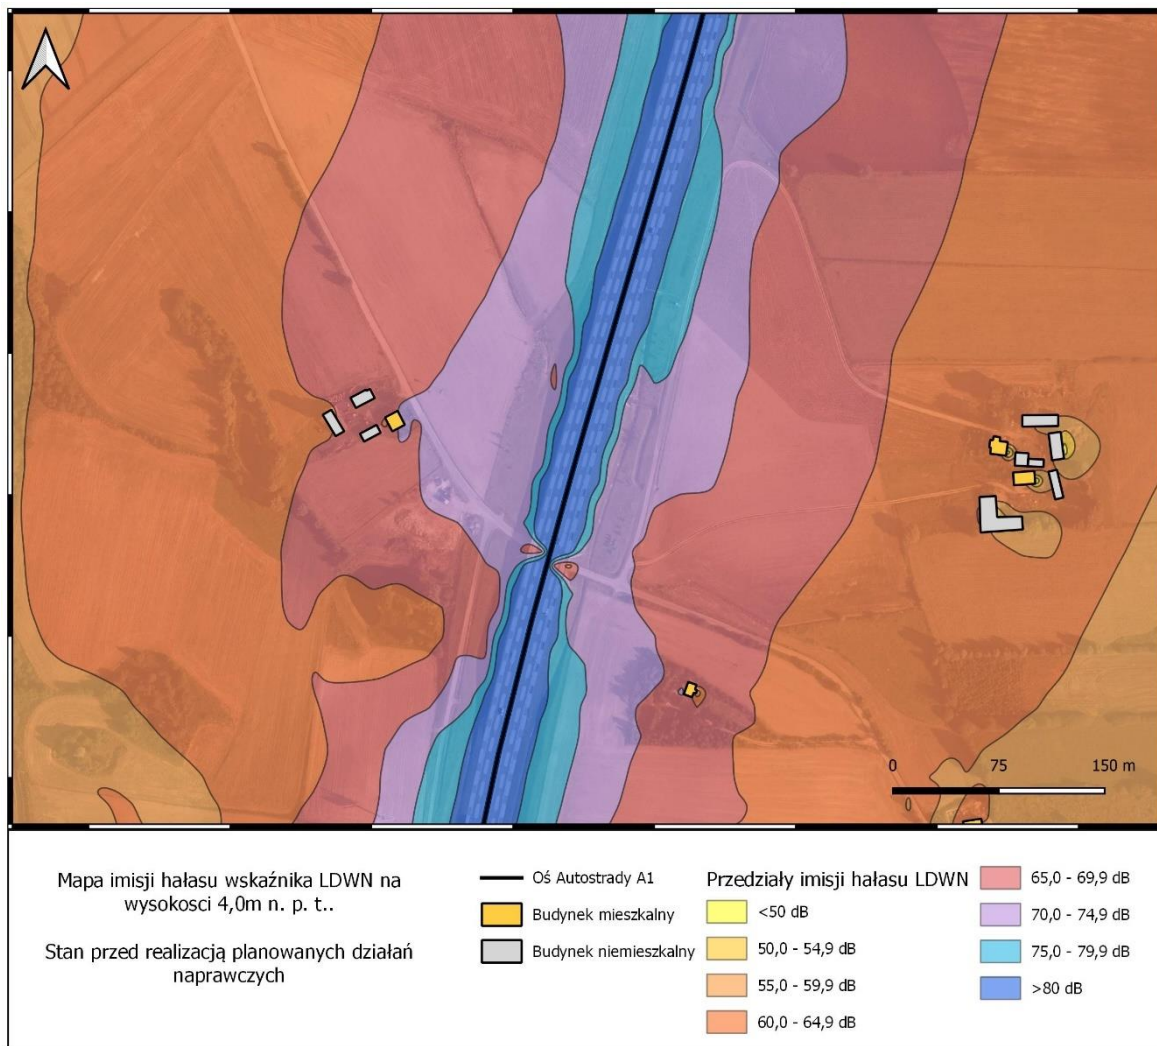 0 75 150 m
0
Mapa imisji hałasu wskaźnika LDWN na
wysokosci 4,0m n. p. t..
Stan przed realizacją planowanych działań
naprawczych
Oś Autostrady A1
Budynek mieszkalny
Budynek niemieszkalny
Przedziały imisji hałasu LDWN
<50 dB
50,0 - 54,9 dB
55,0 - 59,9 dB
60,0 - 64,9 dB
65,0 - 69,9 dB
70,0 - 74,9 dB
75,0 - 79,9 dB
>80 dB